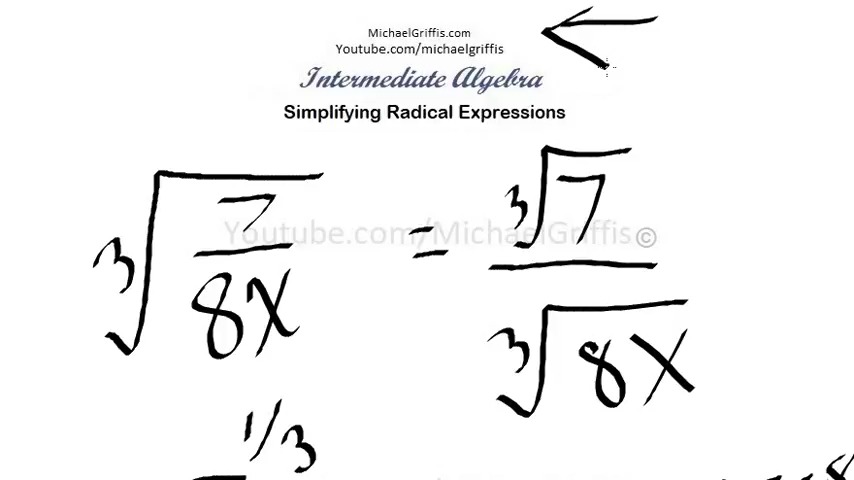 MichaelGriffis.com
Youtube.com/michaelgriffis
Intermediate Algebra
Simplifying Radical Expressions
∛(7/8X) = ∛7/∛8X
Youtube.com/MichaelGriffis©
1/3